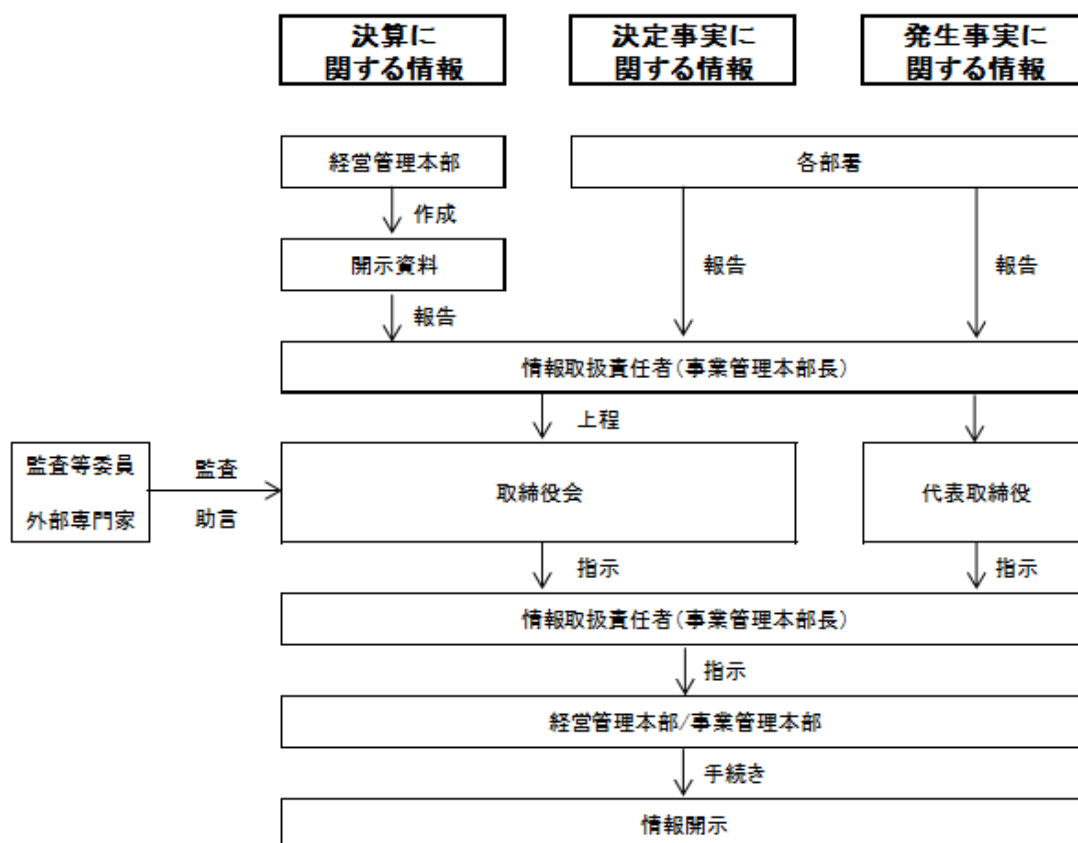 決算に
関する情報
決定事実に
関する情報
発生事実に
関する情報
経営管理本部
各部署
作成
開示資料
報告
報告
報告
情報取扱責任者(事業管理本部長)
上程
監査等委員
外部専門家
監査
助言
取締役会
代表取締役
指示
指示
情報取扱責任者(事業管理本部長)
指示
経営管理本部/事業管理本部
手続き
情報開示